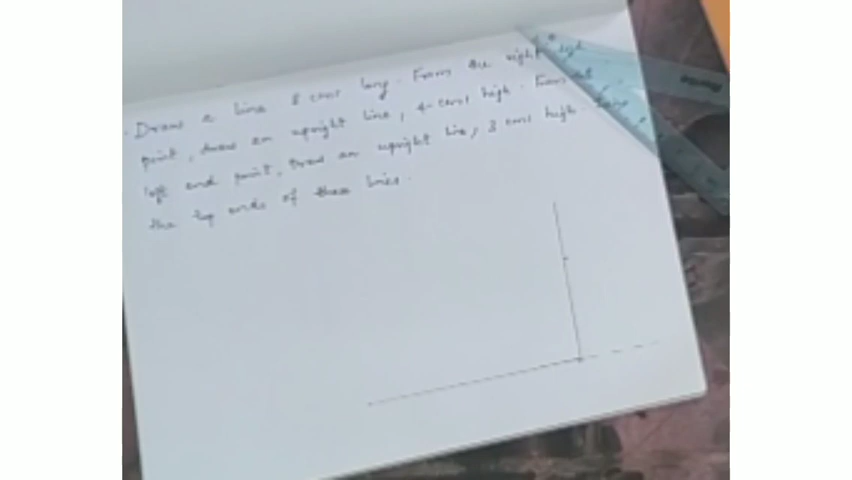 . Draw a line 8 cms long. From the right end
point, draw an upright line, 4 cms high. From the
left end point, draw an upright line, 3 cms high. Join
the top ends of these lines.